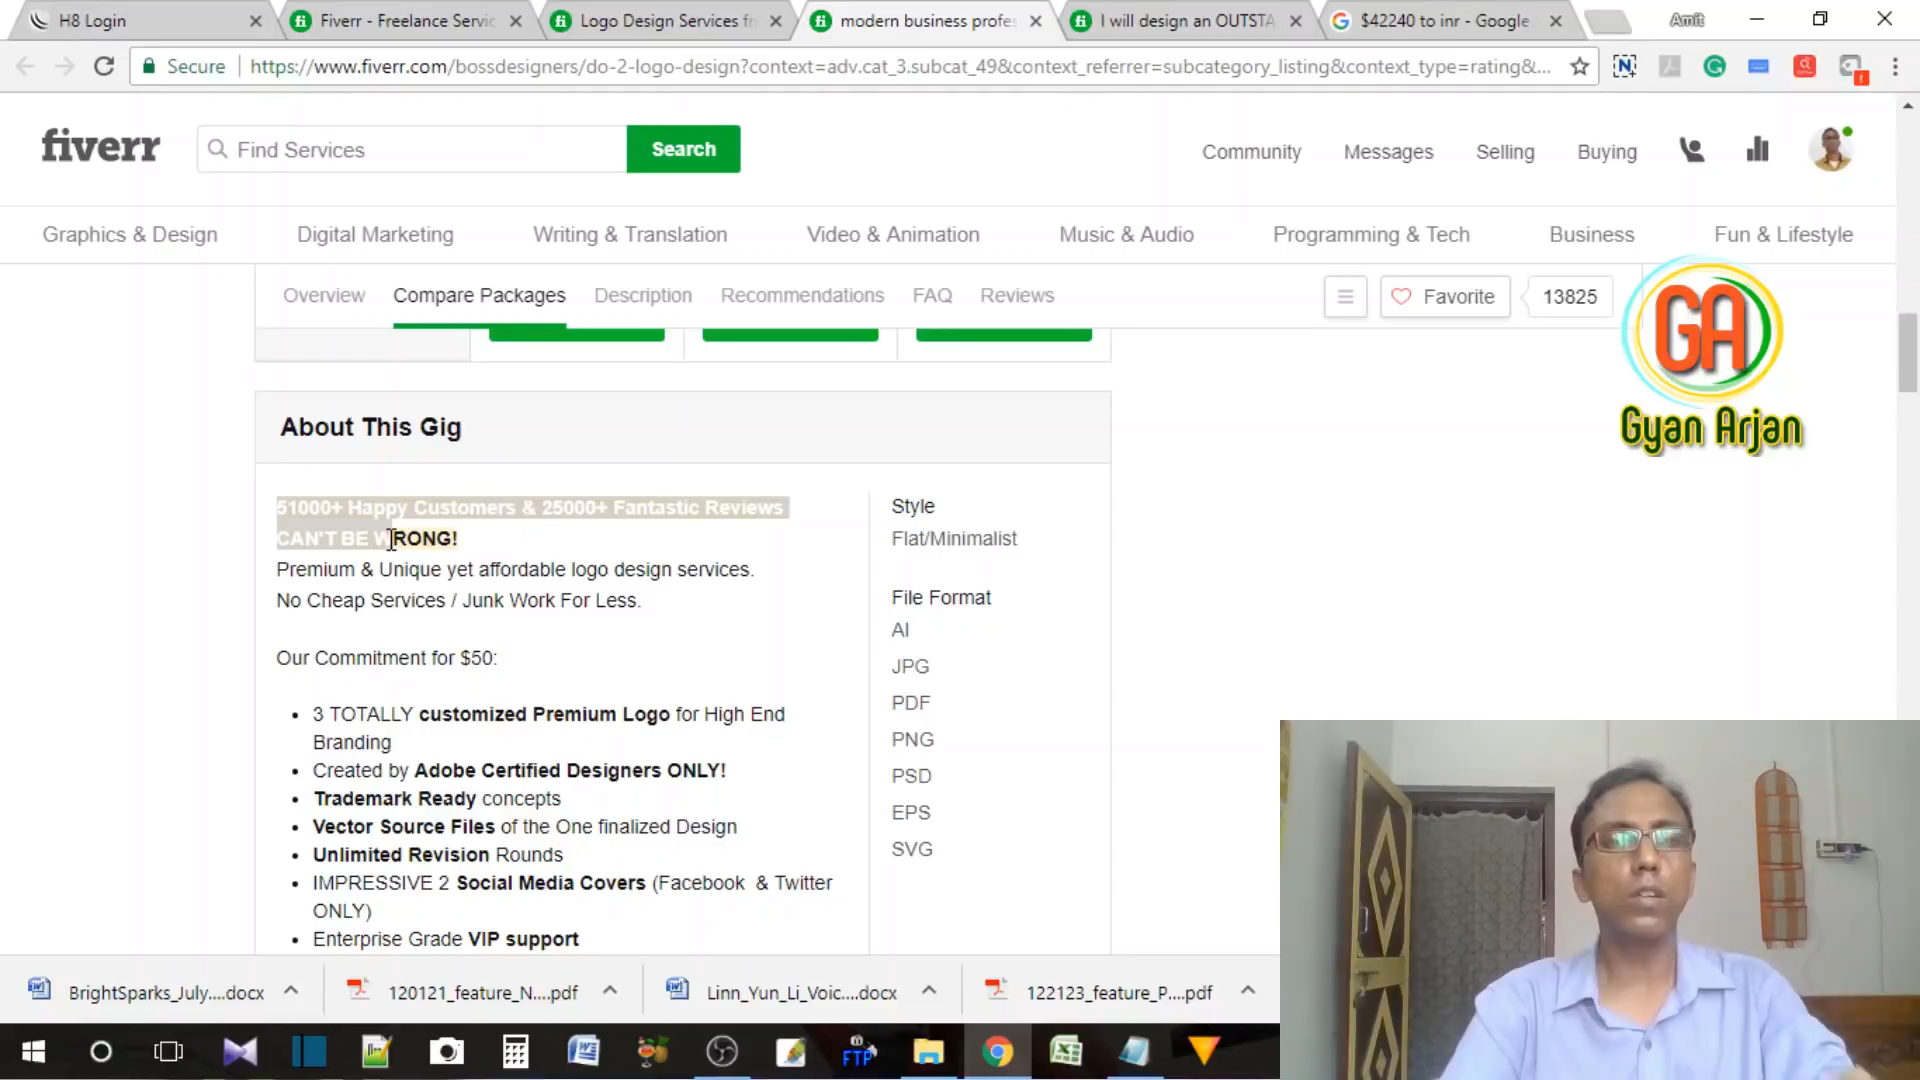 H8 Login
Fiverr - Freelance Servic
Logo Design Services fr
modern business profes
I will design an OUTSTA
$42240 to inr - Google
Amit
Secure
https://www.fiverr.com/bossdesigners/do-2-logo-design?context=adv.cat_3.subcat_49&context_referrer=subcategory_listing&context_type=rating&...
fiverr
Find Services
Search
Community
Messages
Selling
Buying
Graphics & Design
Digital Marketing
Writing & Translation
Video & Animation
Music & Audio
Programming & Tech
Business
Fun & Lifestyle
Overview
Compare Packages
Description
Recommendations
FAQ
Reviews
Favorite
13825
GA
Gyan Arjan
About This Gig
51000+ Happy Customers & 25000+ Fantastic Reviews
CAN'T BE WRONG!
Premium & Unique yet affordable logo design services.
No Cheap Services / Junk Work For Less.
Our Commitment for $50:
3 TOTALLY customized Premium Logo for High End
Branding
Created by Adobe Certified Designers ONLY!
Trademark Ready concepts
Vector Source Files of the One finalized Design
Unlimited Revision Rounds
IMPRESSIVE 2 Social Media Covers (Facebook & Twitter
ONLY)
Enterprise Grade VIP support
Style
Flat/Minimalist
File Format
AI
JPG
PDF
PNG
PSD
EPS
SVG
BrightSparks_July....docx
120121_feature_N....pdf
Linn_Yun_Li_Voic....docx
122123_feature_P....pdf
FTP